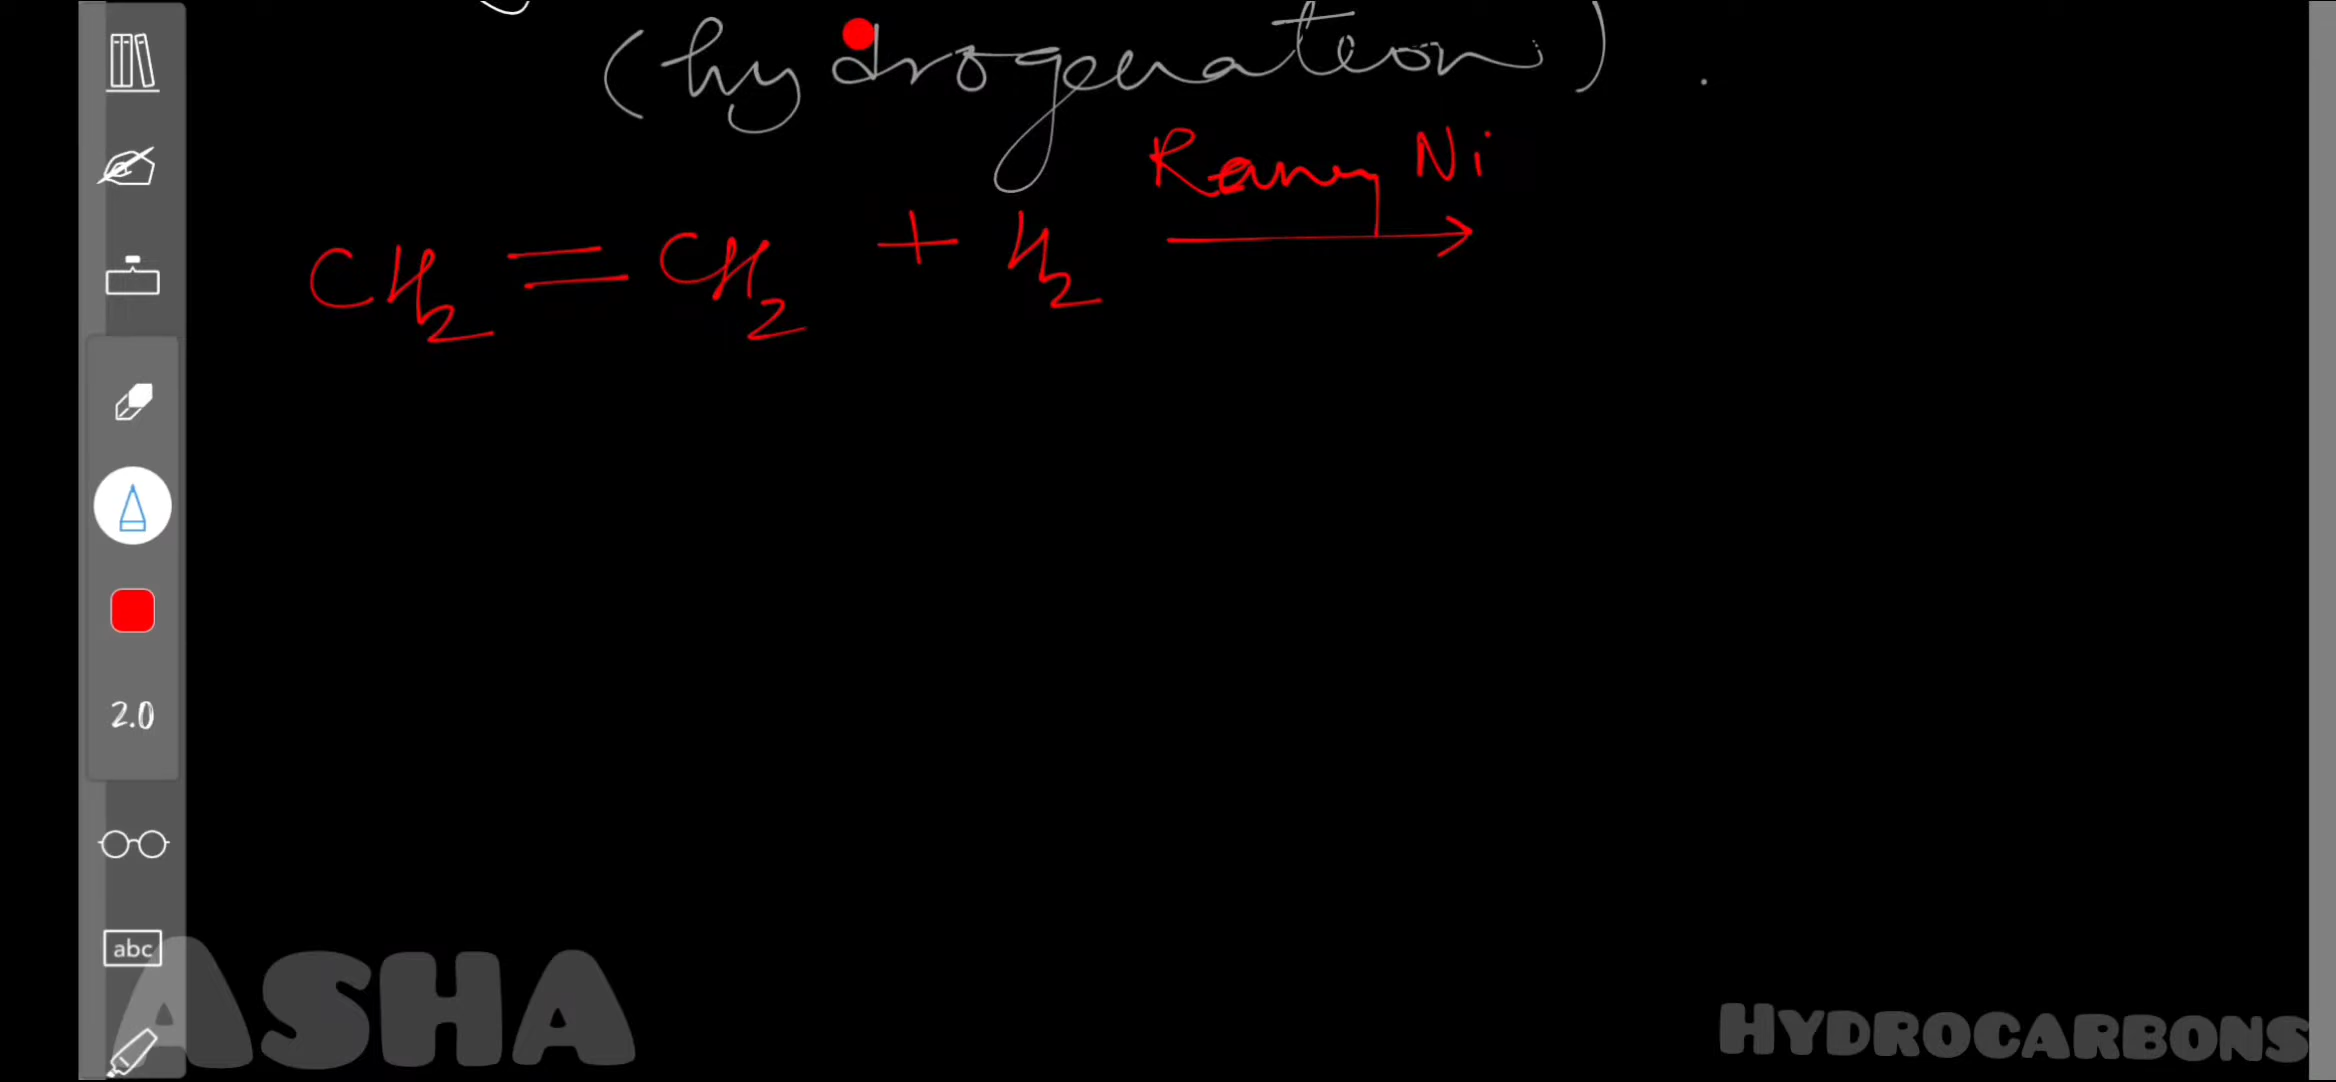 (hydrogenation).
Raney Ni
CH2 = CH2 + H2 ⟶
2.0
abc
ASHA
HYDROCARBONS